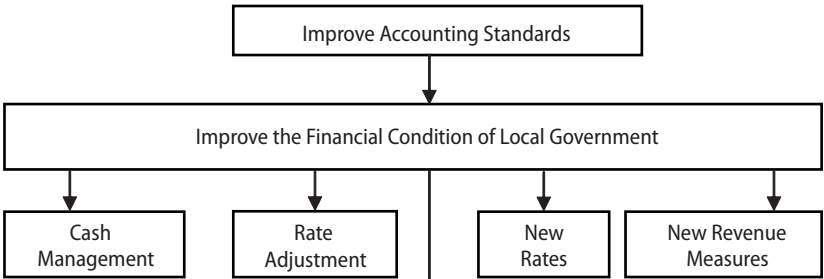 Improve Accounting Standards
Improve the Financial Condition of Local Government
Cash
Management
Rate
Adjustment
New
Rates
New Revenue
Measures